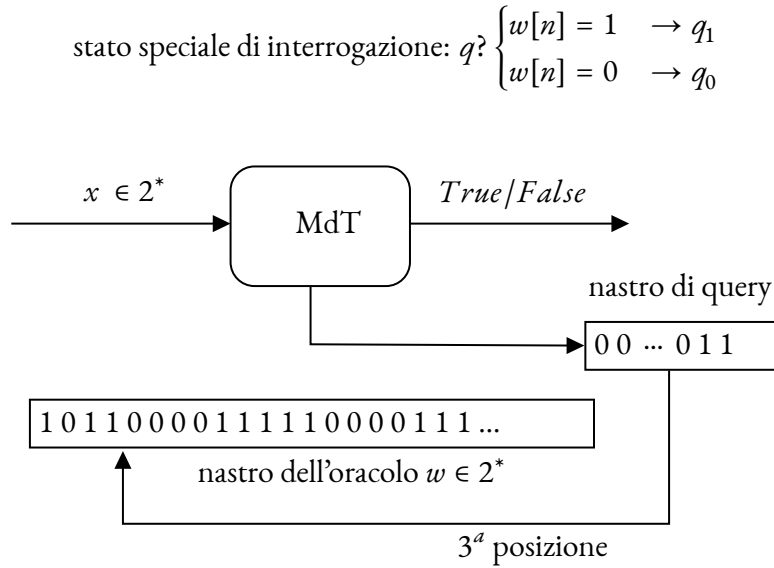 stato speciale di interrogazione: q? { w[n] = 1 → q₁
w[n] = 0 → q₀
x ∈ 2*
True/False
MdT
nastro di query
0 0 ... 0 1 1
1 0 1 1 0 0 0 0 1 1 1 1 1 0 0 0 0 1 1 1 ...
nastro dell'oracolo w ∈ 2*
3ª posizione